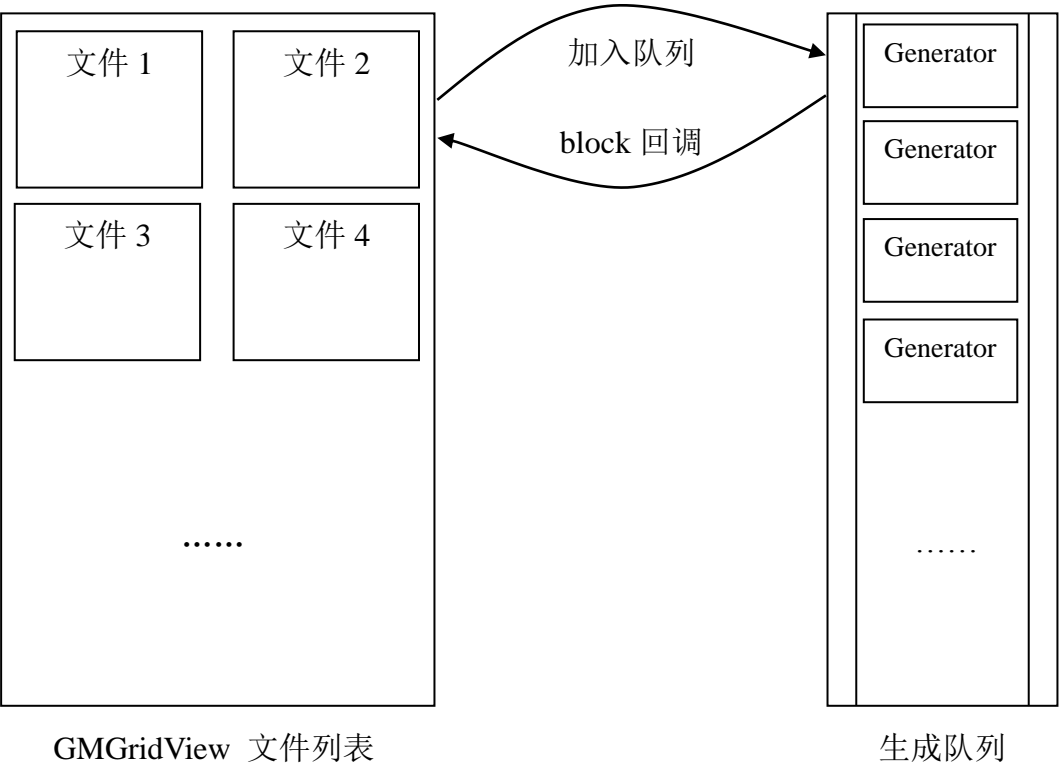 文件 1
文件 2
文件 3
文件 4
……
GMGridView 文件列表
加入队列
block 回调
Generator
Generator
Generator
Generator
……
生成队列